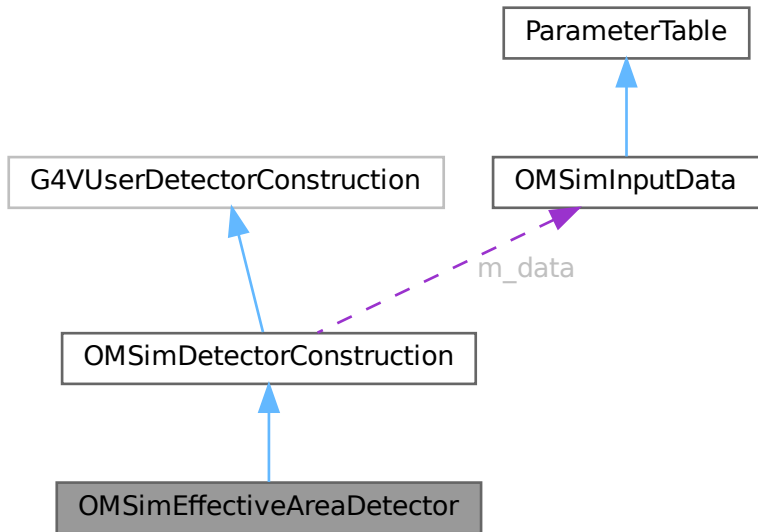 ParameterTable
G4VUserDetectorConstruction
OMSimInputData
m_data
OMSimDetectorConstruction
OMSimEffectiveAreaDetector